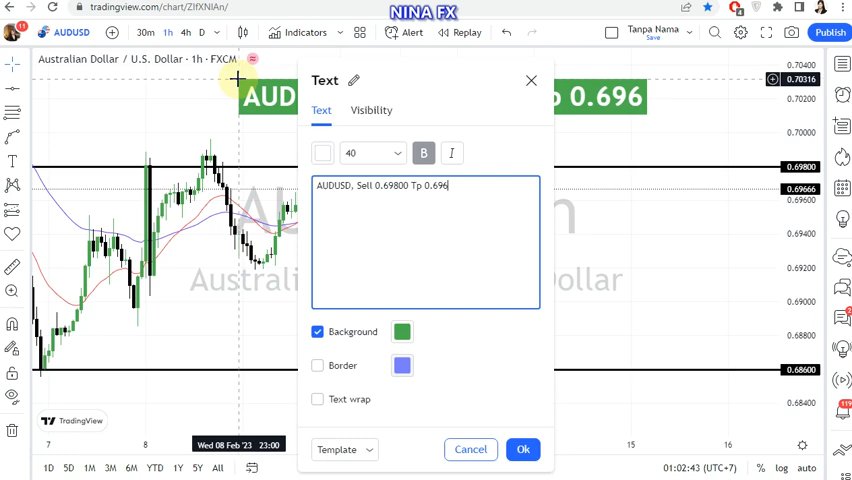 NINA FX
tradingview.com/chart/ZlfXNIAn/
11
AUDUSD
30m 1h 4h D
Indicators
Alert
Replay
Tanpa Nama
Save
Publish
Australian Dollar / U.S. Dollar · 1h · FXCM
AUD
p 0.696
Text
Text
Visibility
40
B
I
AUDUSD, Sell 0.69800 Tp 0.696
Background
Border
Text wrap
Template
Cancel
Ok
0.70400
0.70316
0.70200
0.70000
0.69800
0.69666
0.69600
0.69400
0.69200
0.69000
0.68800
0.68600
0.68400
Australian
Dollar
TradingView
7
8
Wed 08 Feb '23 23:00
15
16
1D 5D 1M 3M 6M YTD 1Y 5Y All
01:02:43 (UTC+7)
% log auto
119